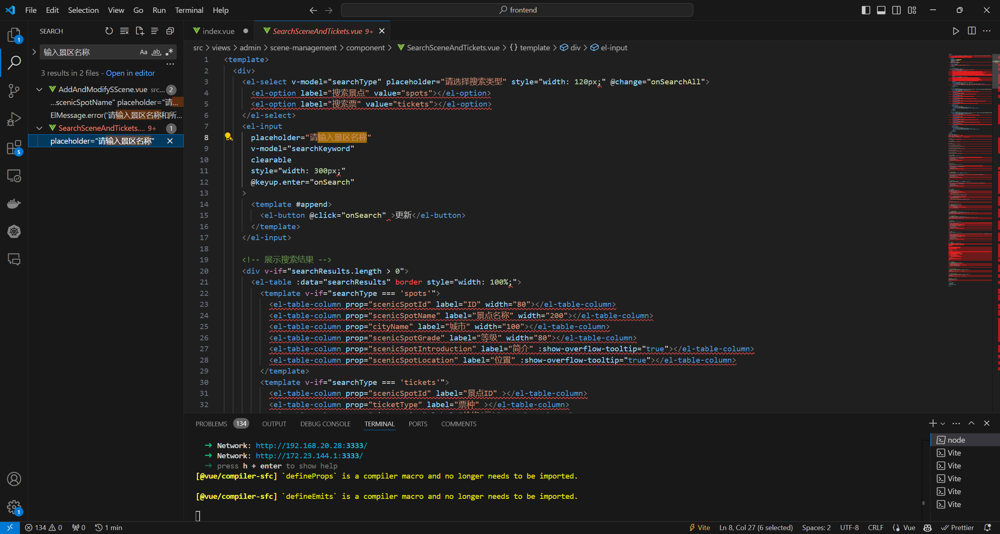 File Edit Selection View Go Run Terminal Help
frontend
SEARCH
输入景区名称
Aa ab .*
3 results in 2 files - Open in editor
AddAndModifySScene.vue src... 2
...scenicSpotName" placeholder="请...
ElMessage.error('请输入景区名称和所...
SearchSceneAndTickets.... 9+ 1
placeholder="请输入景区名称"
1
5
1
index.vue
SearchSceneAndTickets.vue 9+
src > views > admin > scene-management > component > SearchSceneAndTickets.vue > {} template > div > el-input
1 <template>
2 <div>
3 <el-select v-model="searchType" placeholder="请选择搜索类型" style="width: 120px;" @change="onSearchAll">
4 <el-option label="搜索景点" value="spots"></el-option>
5 <el-option label="搜索票" value="tickets"></el-option>
6 </el-select>
7 <el-input
8 placeholder="请输入景区名称"
9 v-model="searchKeyword"
10 clearable
11 style="width: 300px;"
12 @keyup.enter="onSearch"
13 >
14 <template #append>
15 <el-button @click="onSearch" >更新</el-button>
16 </template>
17 </el-input>
18
19 <!-- 展示搜索结果 -->
20 <div v-if="searchResults.length > 0">
21 <el-table :data="searchResults" border style="width: 100%;">
22 <template v-if="searchType === 'spots'">
23 <el-table-column prop="scenicSpotId" label="ID" width="80"></el-table-column>
24 <el-table-column prop="scenicSpotName" label="景点名称" width="200"></el-table-column>
25 <el-table-column prop="cityName" label="城市" width="100"></el-table-column>
26 <el-table-column prop="scenicSpotGrade" label="等级" width="80"></el-table-column>
27 <el-table-column prop="scenicSpotIntroduction" label="简介" :show-overflow-tooltip="true"></el-table-column>
28 <el-table-column prop="scenicSpotLocation" label="位置" :show-overflow-tooltip="true"></el-table-column>
29 </template>
30 <template v-if="searchType === 'tickets'">
31 <el-table-column prop="scenicSpotId" label="景点ID" ></el-table-column>
32 <el-table-column prop="ticketType" label="票种" ></el-table-column>
PROBLEMS 134 OUTPUT DEBUG CONSOLE TERMINAL PORTS COMMENTS
➜ Network: http://192.168.20.28:3333/
➜ Network: http://172.23.144.1:3333/
➜ press h + enter to show help
[@vue/compiler-sfc] `defineProps` is a compiler macro and no longer needs to be imported.
[@vue/compiler-sfc] `defineEmits` is a compiler macro and no longer needs to be imported.
node
Vite
Vite
Vite
Vite
Vite
134 0 0 1 min
Vite Ln 8, Col 27 (6 selected) Spaces: 2 UTF-8 CRLF Vue Prettier